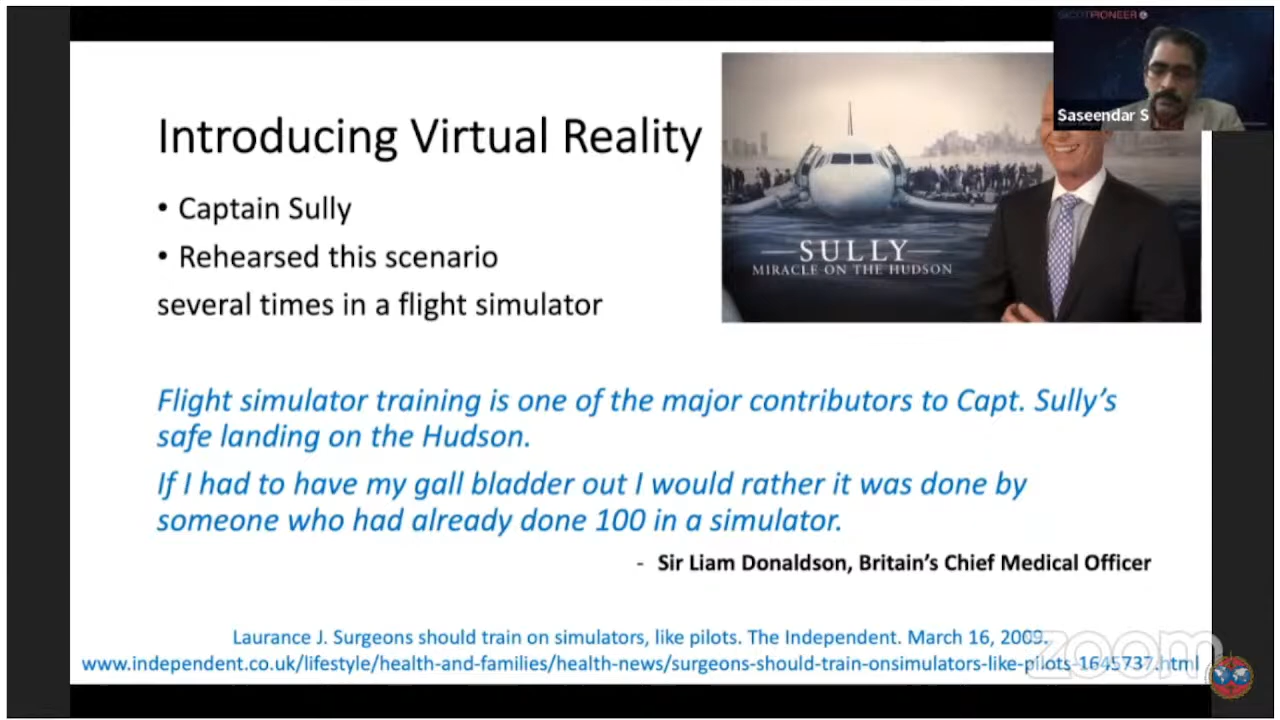 SICOT PIONEER
Saseendar S
Introducing Virtual Reality
• Captain Sully
• Rehearsed this scenario
several times in a flight simulator
SULLY
MIRACLE ON THE HUDSON
Flight simulator training is one of the major contributors to Capt. Sully’s
safe landing on the Hudson.
If I had to have my gall bladder out I would rather it was done by
someone who had already done 100 in a simulator.
- Sir Liam Donaldson, Britain’s Chief Medical Officer
Laurance J. Surgeons should train on simulators, like pilots. The Independent. March 16, 2009.
www.independent.co.uk/lifestyle/health-and-families/health-news/surgeons-should-train-onsimulators-like-pilots-1645737.html
zoom